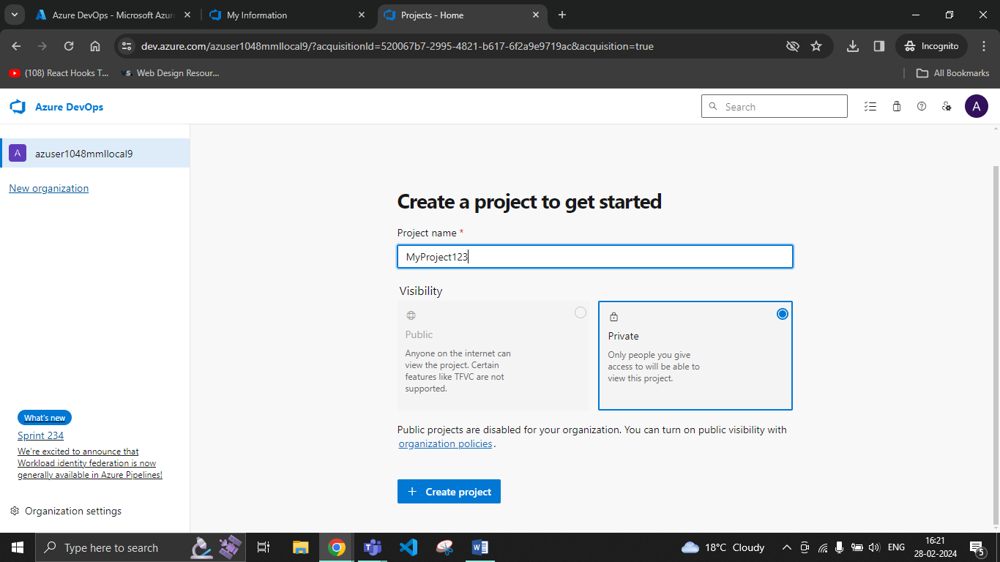 Azure DevOps - Microsoft Azure
My Information
Projects - Home
dev.azure.com/azuser1048mmllocal9/?acquisitionId=520067b7-2995-4821-b617-6f2a9e9719ac&acquisition=true
Incognito
(108) React Hooks T...
VS
Web Design Resour...
All Bookmarks
Azure DevOps
Search
A
A
azuser1048mmllocal9
New organization
Create a project to get started
Project name *
MyProject123
Visibility
Public
Anyone on the internet can
view the project. Certain
features like TFVC are not
supported.
Private
Only people you give
access to will be able to
view this project.
Public projects are disabled for your organization. You can turn on public visibility with
organization policies.
+ Create project
What's new
Sprint 234
We're excited to announce that
Workload identity federation is now
generally available in Azure Pipelines!
Organization settings
Type here to search
18°C Cloudy
ENG
16:21
28-02-2024
5